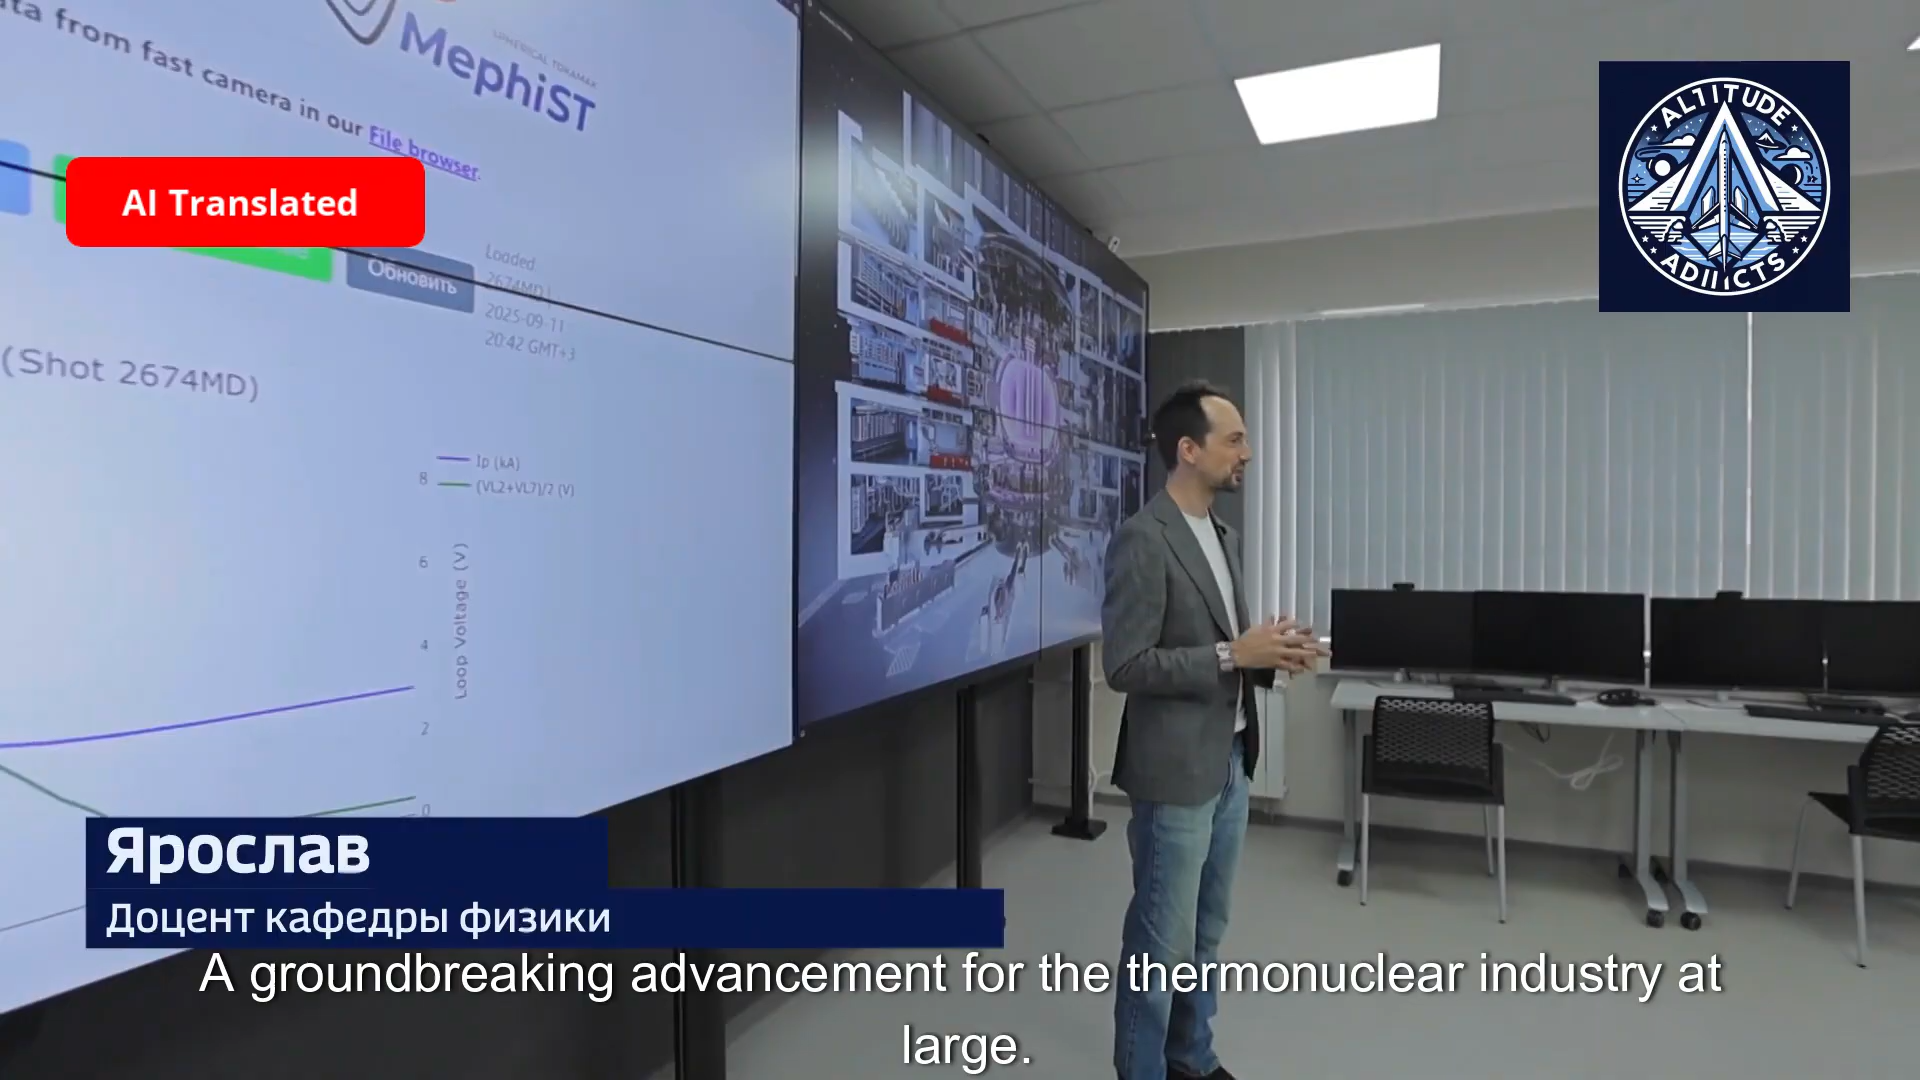 ata from fast camera in our File browser.
SPHERICAL TOKAMAK
MephiST
AI Translated
Обновить
Loaded
2674MD |
2025-09-11
20:42 GMT+3
(Shot 2674MD)
Ip (kA)
(VL2+VL7)/2 (V)
8
6
4
2
0
Loop Voltage (V)
ALTITUDE
ADIICTS
Ярослав
Доцент кафедры физики
A groundbreaking advancement for the thermonuclear industry at
large.